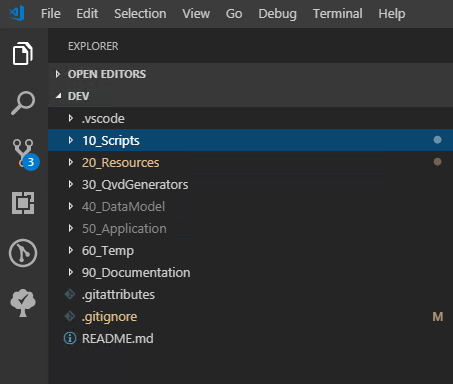 File Edit Selection View Go Debug Terminal Help
EXPLORER
OPEN EDITORS
DEV
.vscode
10_Scripts
20_Resources
3
30_QvdGenerators
40_DataModel
50_Application
60_Temp
90_Documentation
.gitattributes
.gitignore M
README.md